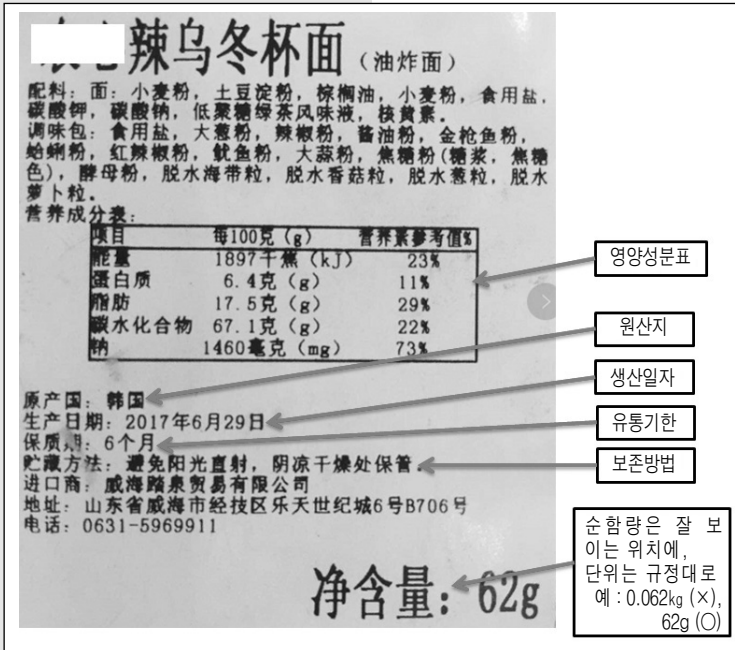 辣乌冬杯面（油炸面）
配料：面：小麦粉，土豆淀粉，棕榈油，小麦粉，食用盐，
碳酸钾，碳酸钠，低聚糖绿茶风味液，核黄素．
调味包：食用盐，大葱粉，辣椒粉，酱油粉，金枪鱼粉，
蛤蜊粉，红辣椒粉，鱿鱼粉，大蒜粉，焦糖粉(糖浆，焦糖
色)，酵母粉，脱水海带粒，脱水香菇粒，脱水葱粒，脱水
萝卜粒．
营养成分表：
项目 每100克（g） 营养素参考值%
能量 1897千焦（kJ） 23%
蛋白质 6.4克（g） 11%
脂肪 17.5克（g） 29%
碳水化合物 67.1克（g） 22%
钠 1460毫克（mg） 73%
영양성분표
원산지
생산일자
유통기한
보존방법
原产国：韩国
生产日期：2017年6月29日
保质期：6个月
贮藏方法：避免阳光直射，阴凉干燥处保管．
进口商：威海踏泉贸易有限公司
地址：山东省威海市经技区乐天世纪城6号B706号
电话：0631-5969911
净含量：62g
순함량은 잘 보
이는 위치에,
단위는 규정대로
예 : 0.062kg (×),
62g (○)